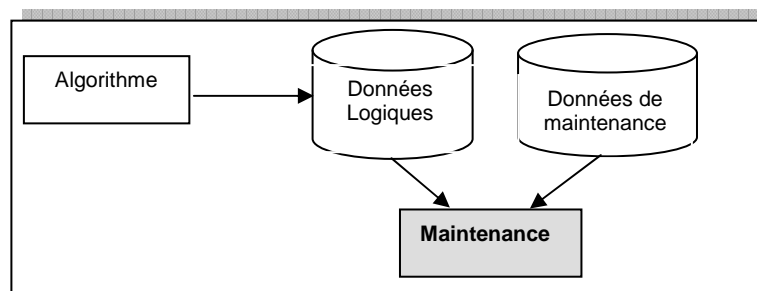 Algorithme
Données
Logiques
Données de
maintenance
Maintenance